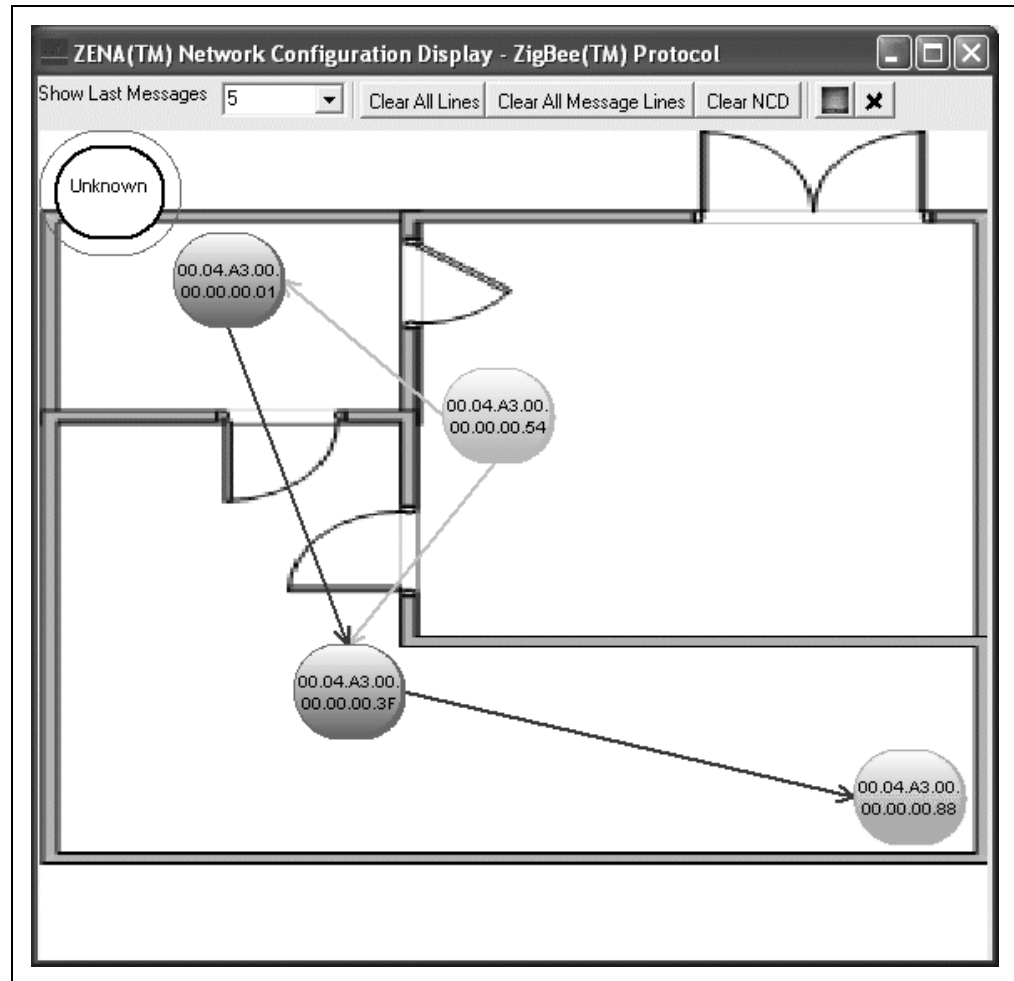 ZENA(TM) Network Configuration Display - ZigBee(TM) Protocol
Show Last Messages 5 Clear All Lines Clear All Message Lines Clear NCD
Unknown
00.04.A3.00.
00.00.00.01
00.04.A3.00.
00.00.00.54
00.04.A3.00.
00.00.00.3F
00.04.A3.00.
00.00.00.88